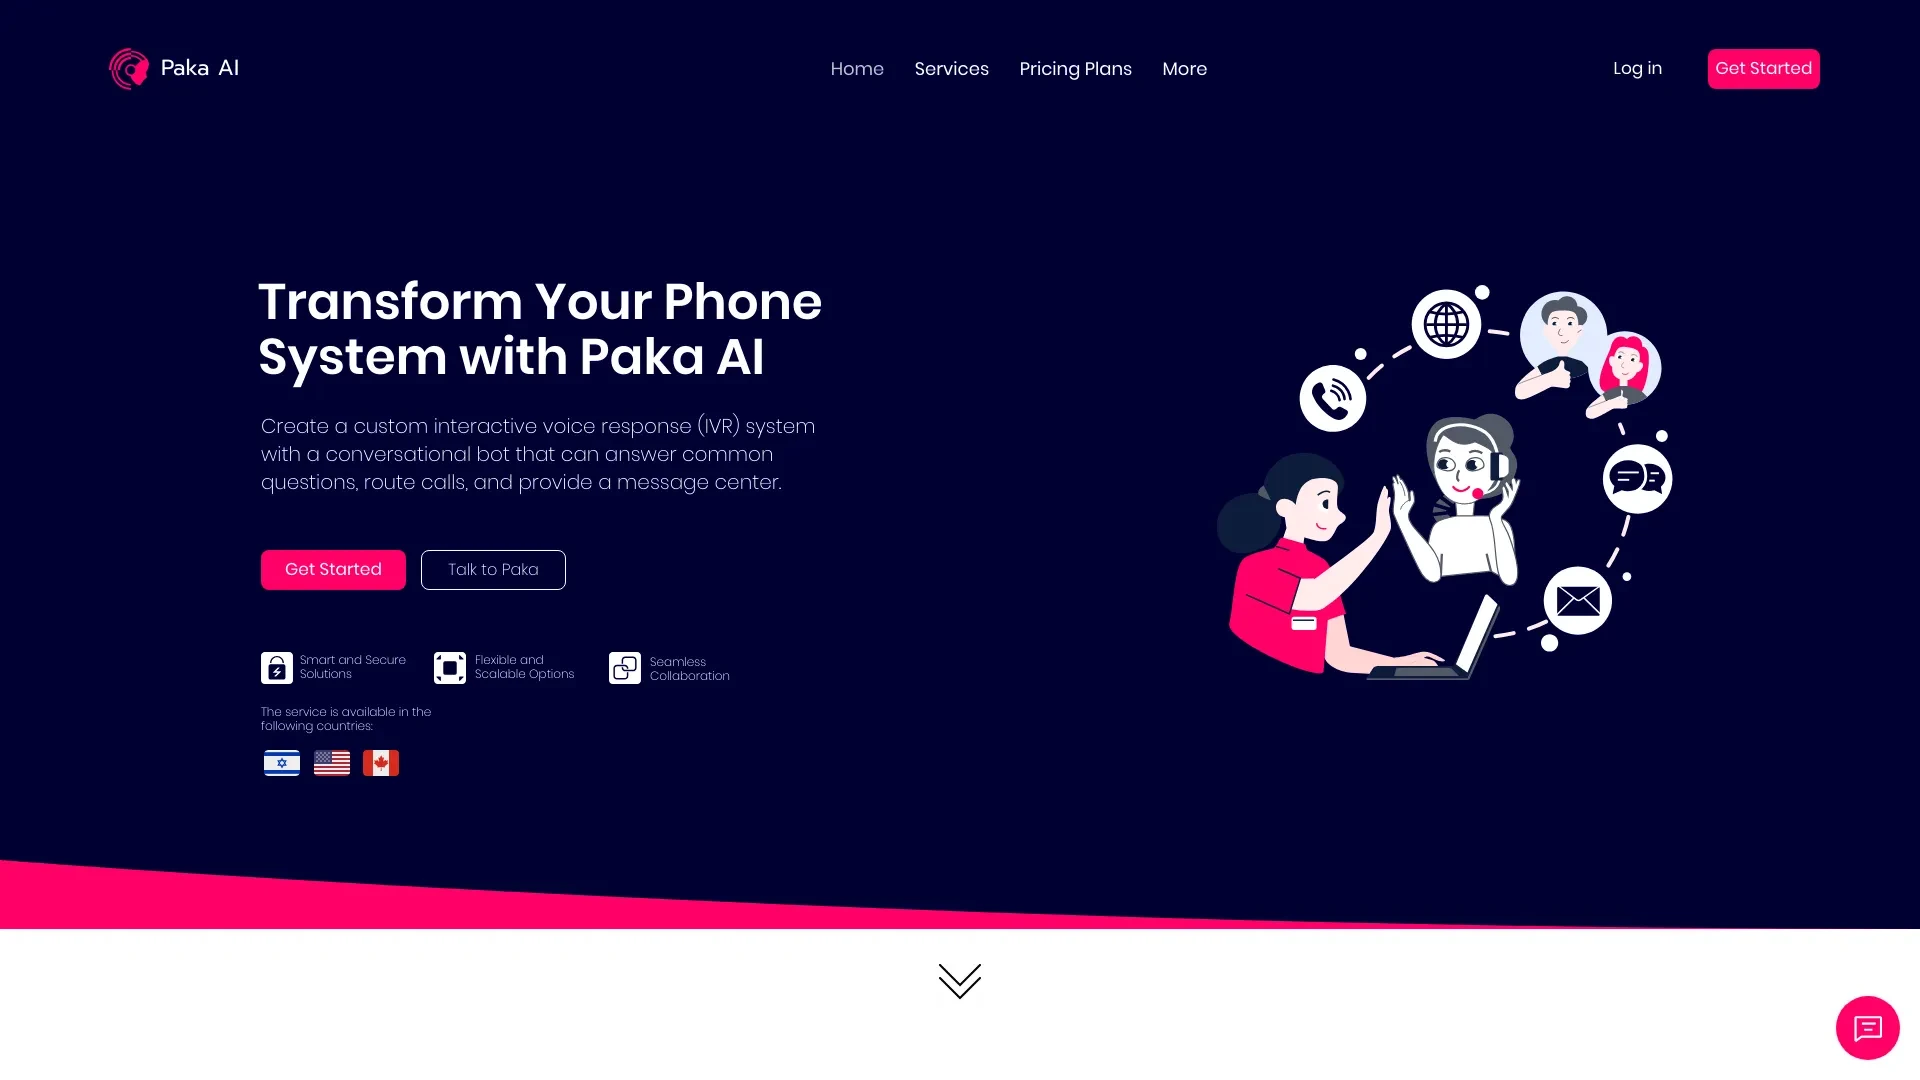 Paka AI
Home
Services
Pricing Plans
More
Log in
Get Started
Transform Your Phone
System with Paka AI
Create a custom interactive voice response (IVR) system
with a conversational bot that can answer common
questions, route calls, and provide a message center.
Get Started
Talk to Paka
Smart and Secure
Solutions
Flexible and
Scalable Options
Seamless
Collaboration
The service is available in the
following countries: